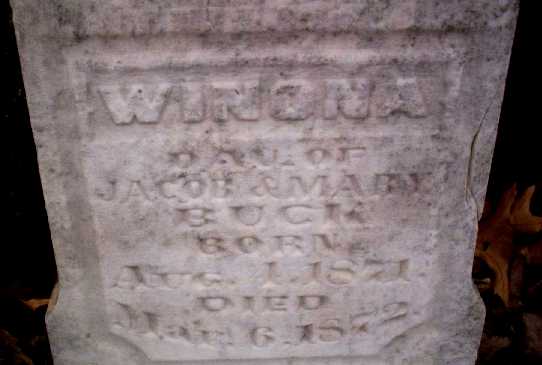 WINONA
DAU. OF
JACOB & MARY
BUCK
BORN
Aug. 1, 1871.
DIED
Mar. 6, 1872.